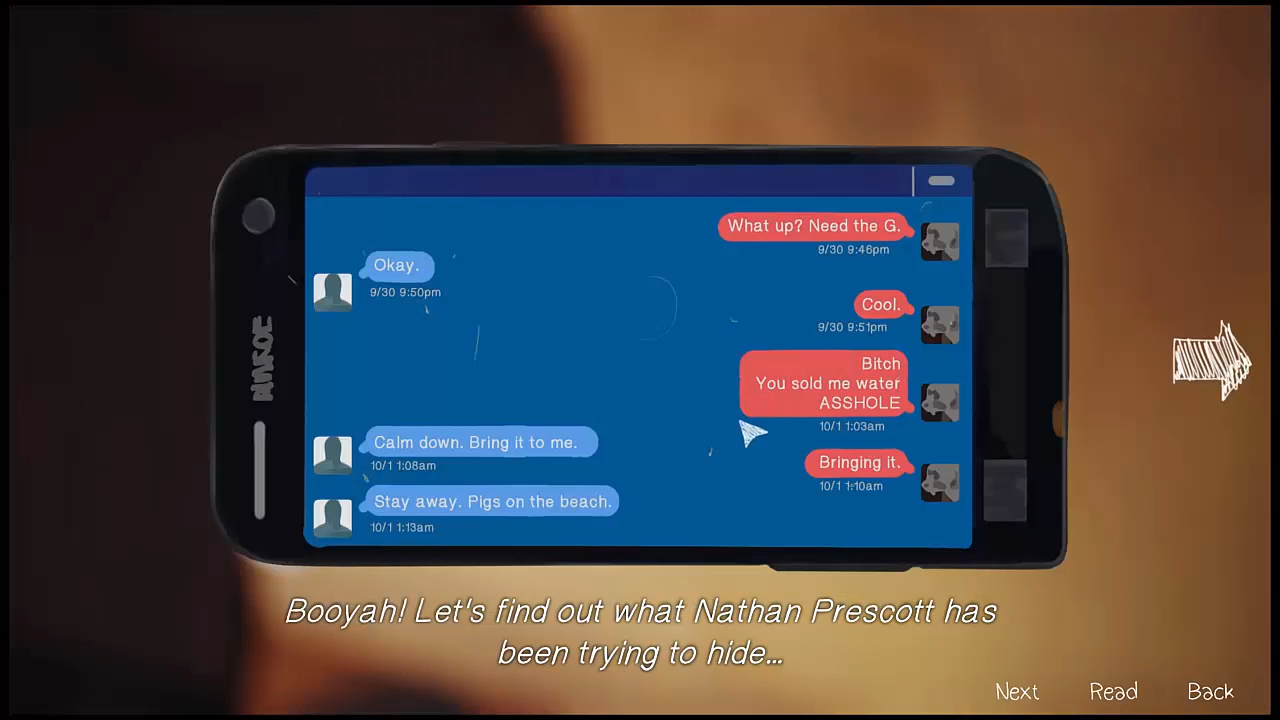 What up? Need the G.
9/30 9:46pm
Okay.
9/30 9:50pm
Cool.
9/30 9:51pm
Bitch
You sold me water
ASSHOLE
10/1 1:03am
Calm down. Bring it to me.
10/1 1:08am
Bringing it.
10/1 1:10am
Stay away. Pigs on the beach.
10/1 1:13am
Booyah! Let's find out what Nathan Prescott has
been trying to hide...
Next Read Back